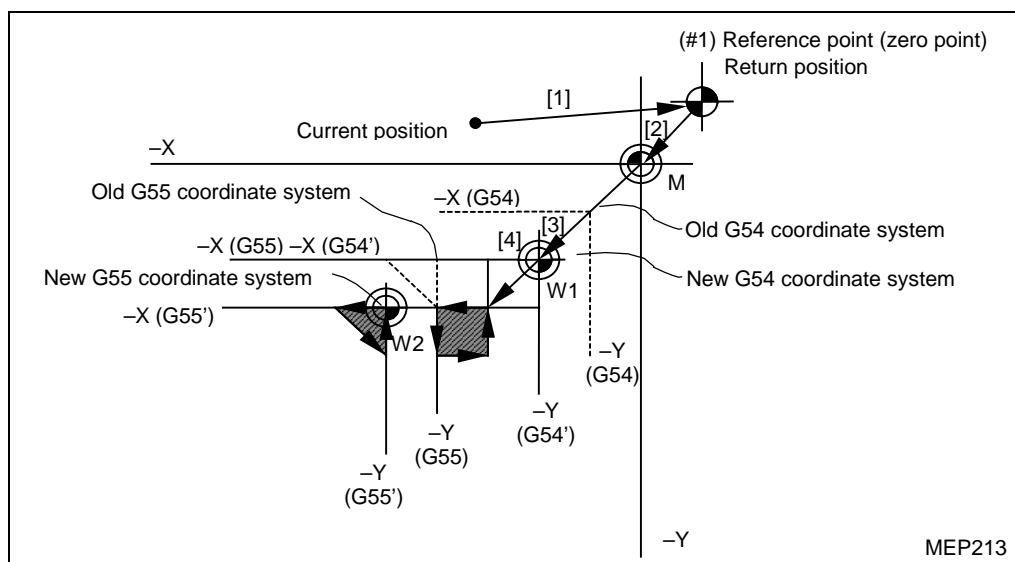 (#1) Reference point (zero point)
Return position
[1]
Current position
[2]
–X
M
Old G55 coordinate system
–X (G54)
Old G54 coordinate system
[3]
[4]
–X (G55) –X (G54’)
New G55 coordinate system
New G54 coordinate system
W1
–X (G55’)
W2
–Y
(G54)
–Y
(G54’)
–Y
(G55)
–Y
(G55’)
–Y
MEP213